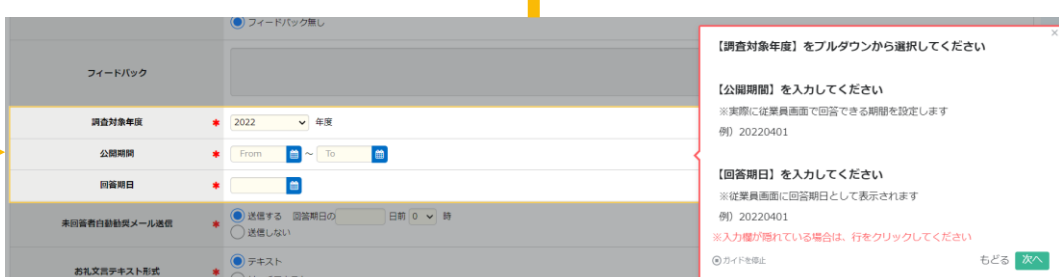 フィードバック無し
フィードバック
調査対象年度 * 2022 年度
公開期間 * From ~ To
回答期日 *
未回答者自動勧奨メール送信 * 送信する 回答期日の 日前 0 時
送信しない
お礼文言テキスト形式 * テキスト
×
【調査対象年度】をプルダウンから選択してください
【公開期間】を入力してください
※実際に従業員画面で回答できる期間を設定します
例）20220401
【回答期日】を入力してください
※従業員画面に回答期日として表示されます
例）20220401
※入力欄が隠れている場合は、行をクリックしてください
ガイドを停止 もどる 次へ